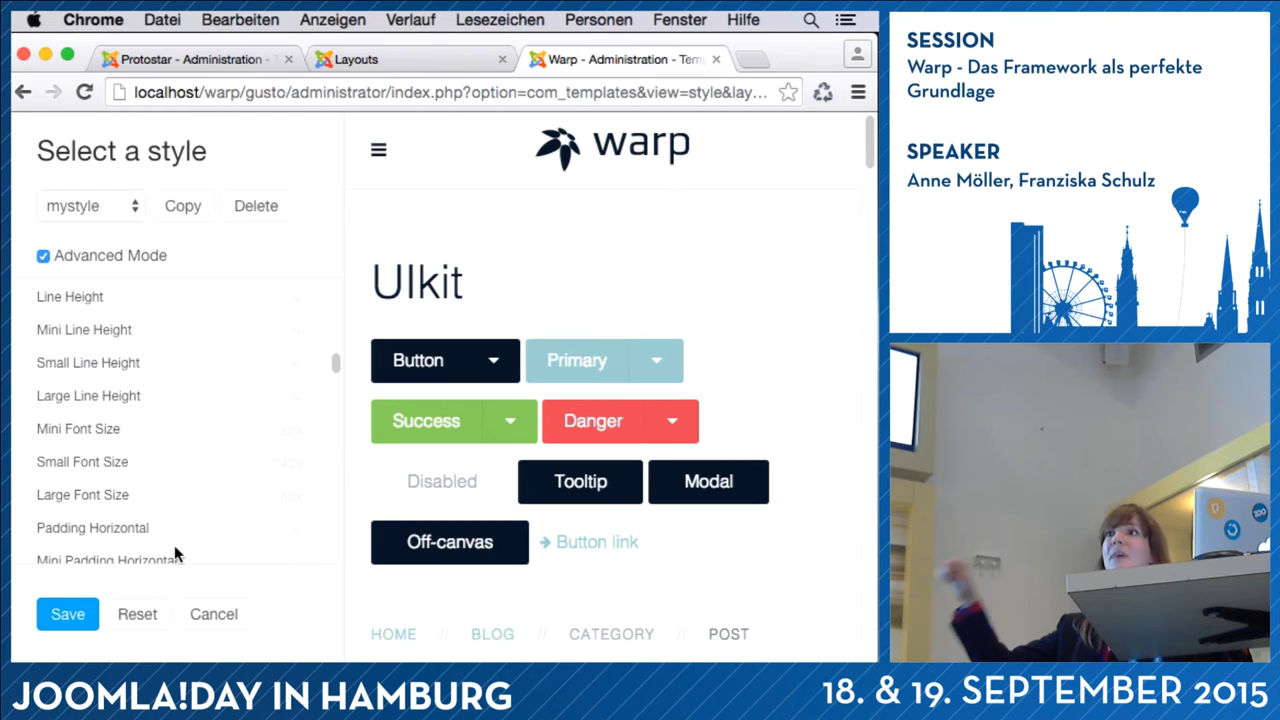 Chrome Datei Bearbeiten Anzeigen Verlauf Lesezeichen Personen Fenster Hilfe
Protostar - Administration -
Layouts
Warp - Administration - Tem
localhost/warp/gusto/administrator/index.php?option=com_templates&view=style&lay...
Select a style
mystyle
Copy
Delete
Advanced Mode
Line Height
Mini Line Height
Small Line Height
Large Line Height
Mini Font Size
Small Font Size
Large Font Size
Padding Horizontal
Mini Padding Horizontal
Save
Reset
Cancel
warp
UIkit
Button
Primary
Success
Danger
Disabled
Tooltip
Modal
Off-canvas
Button link
HOME // BLOG // CATEGORY // POST
SESSION
Warp - Das Framework als perfekte
Grundlage
SPEAKER
Anne Möller, Franziska Schulz
JOOMLA!DAY IN HAMBURG
18. & 19. SEPTEMBER 2015